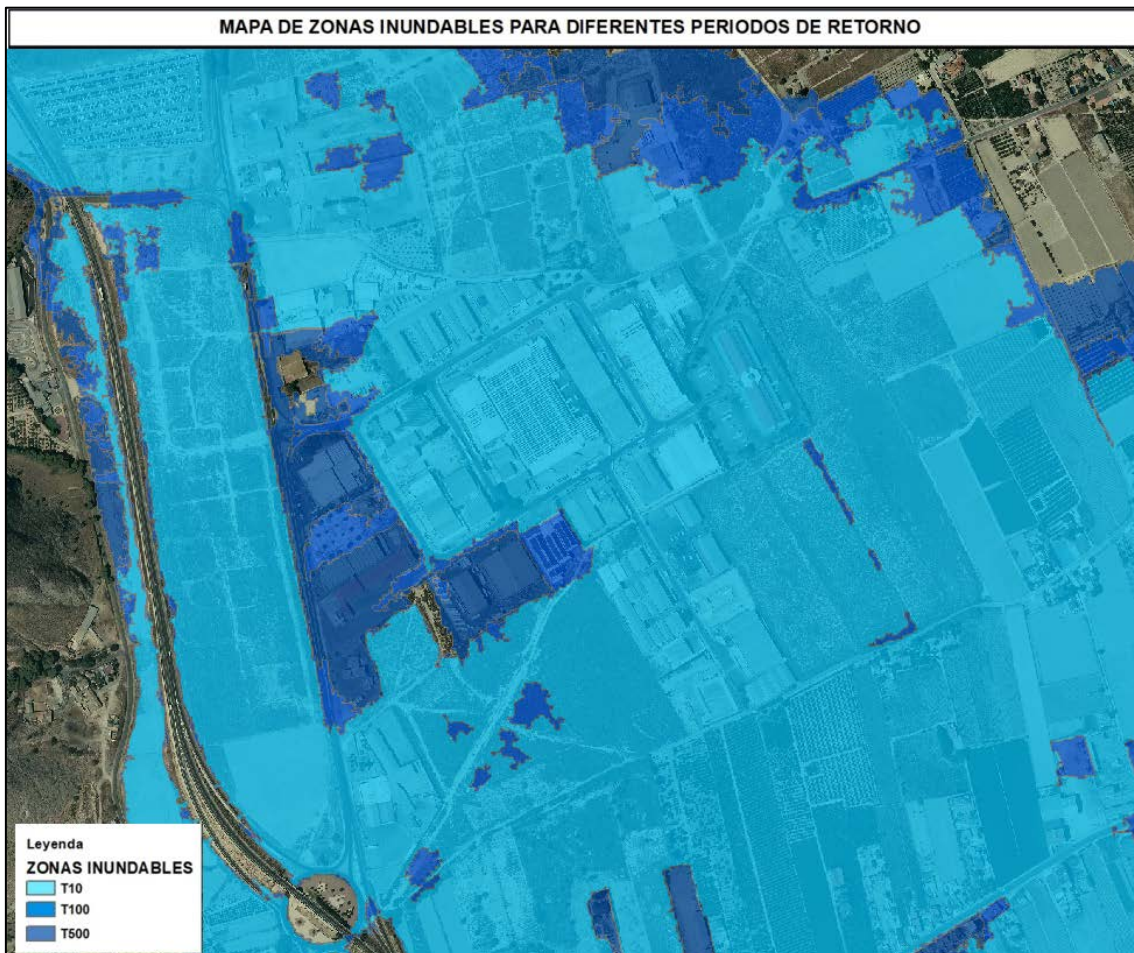 MAPA DE ZONAS INUNDABLES PARA DIFERENTES PERIODOS DE RETORNO
Leyenda
ZONAS INUNDABLES
T10
T100
T500